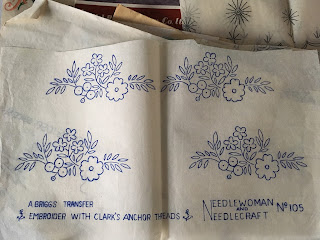 A BRIGGS TRANSFER
EMBROIDER WITH CLARK'S ANCHOR THREADS
NEEDLEWOMAN
AND
NEEDLECRAFT
Nº 105